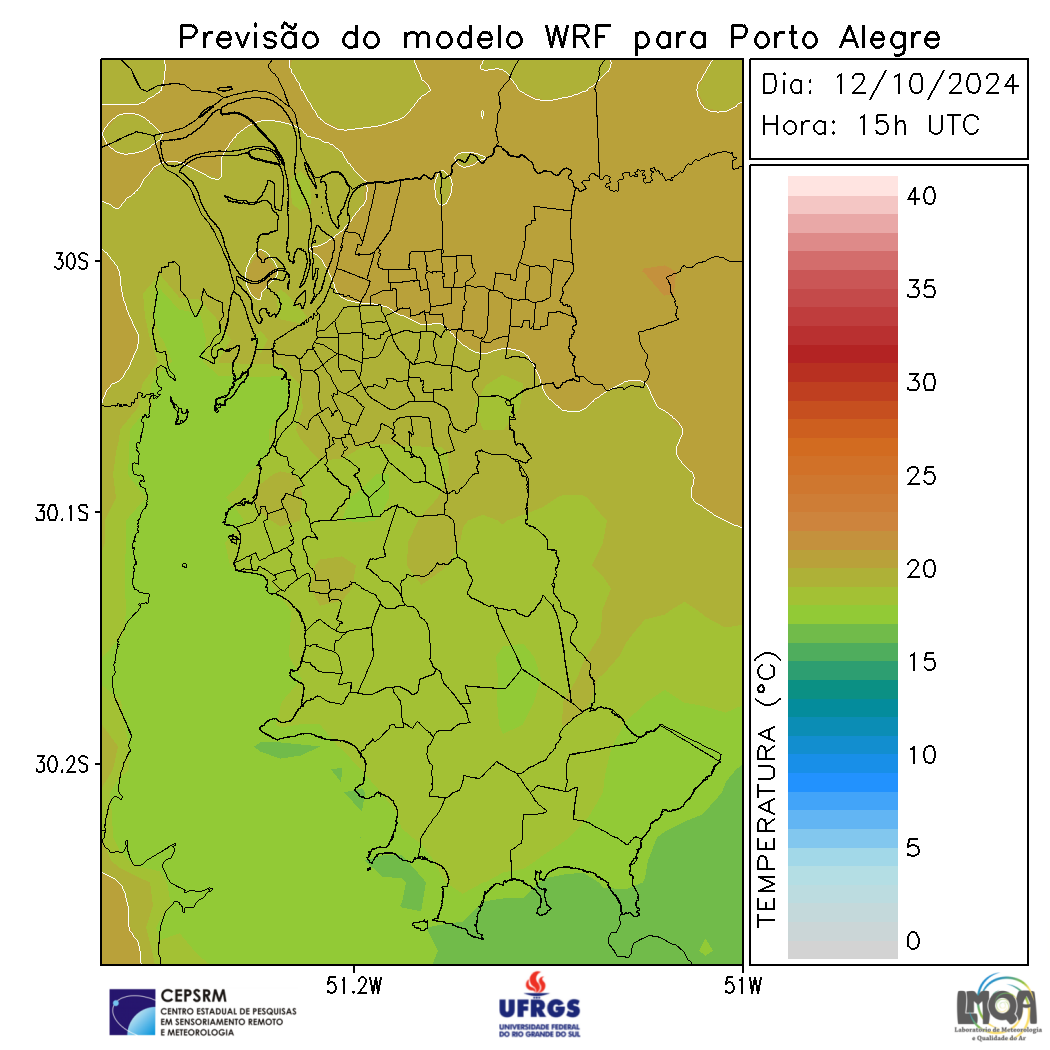 Previsão do modelo WRF para Porto Alegre
Dia: 12/10/2024
Hora: 15h UTC
40
35
30
25
20
15
10
5
0
TEMPERATURA (°C)
30S
30.1S
30.2S
51.2W
51W
CEPSRM
CENTRO ESTADUAL DE PESQUISAS
EM SENSORIAMENTO REMOTO
E METEOROLOGIA
UFRGS
UNIVERSIDADE FEDERAL
DO RIO GRANDE DO SUL
LMQA
Laboratório de Meteorologia
e Qualidade do Ar